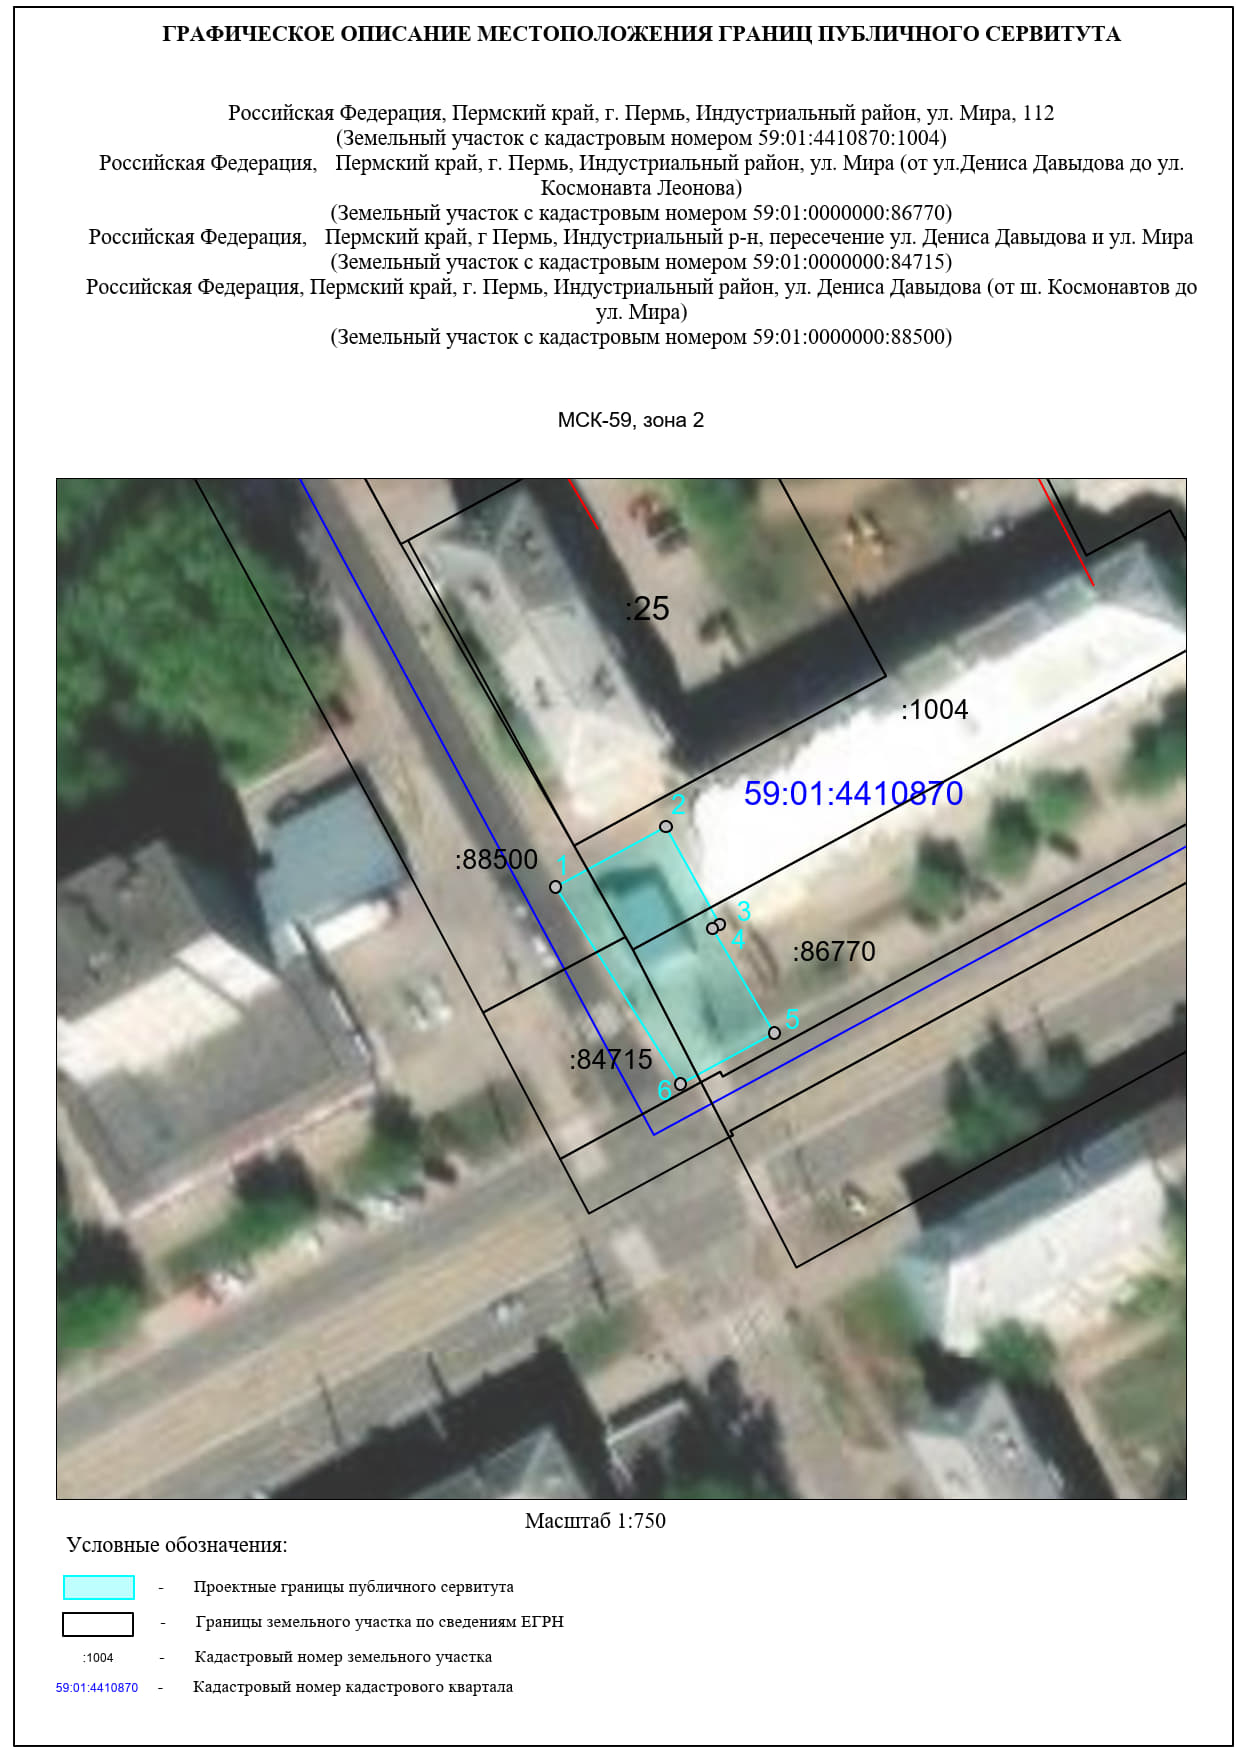 ГРАФИЧЕСКОЕ ОПИСАНИЕ МЕСТОПОЛОЖЕНИЯ ГРАНИЦ ПУБЛИЧНОГО СЕРВИТУТА
Российская Федерация, Пермский край, г. Пермь, Индустриальный район, ул. Мира, 112
(Земельный участок с кадастровым номером 59:01:4410870:1004)
Российская Федерация, Пермский край, г. Пермь, Индустриальный район, ул. Мира (от ул.Дениса Давыдова до ул.
Космонавта Леонова)
(Земельный участок с кадастровым номером 59:01:0000000:86770)
Российская Федерация, Пермский край, г Пермь, Индустриальный р-н, пересечение ул. Дениса Давыдова и ул. Мира
(Земельный участок с кадастровым номером 59:01:0000000:84715)
Российская Федерация, Пермский край, г. Пермь, Индустриальный район, ул. Дениса Давыдова (от ш. Космонавтов до
ул. Мира)
(Земельный участок с кадастровым номером 59:01:0000000:88500)
МСК-59, зона 2
:25
:1004
59:01:4410870
2
:88500
1
3
4
:86770
5
:84715
6
Масштаб 1:750
Условные обозначения:
- Проектные границы публичного сервитута
- Границы земельного участка по сведениям ЕГРН
:1004 - Кадастровый номер земельного участка
59:01:4410870 - Кадастровый номер кадастрового квартала